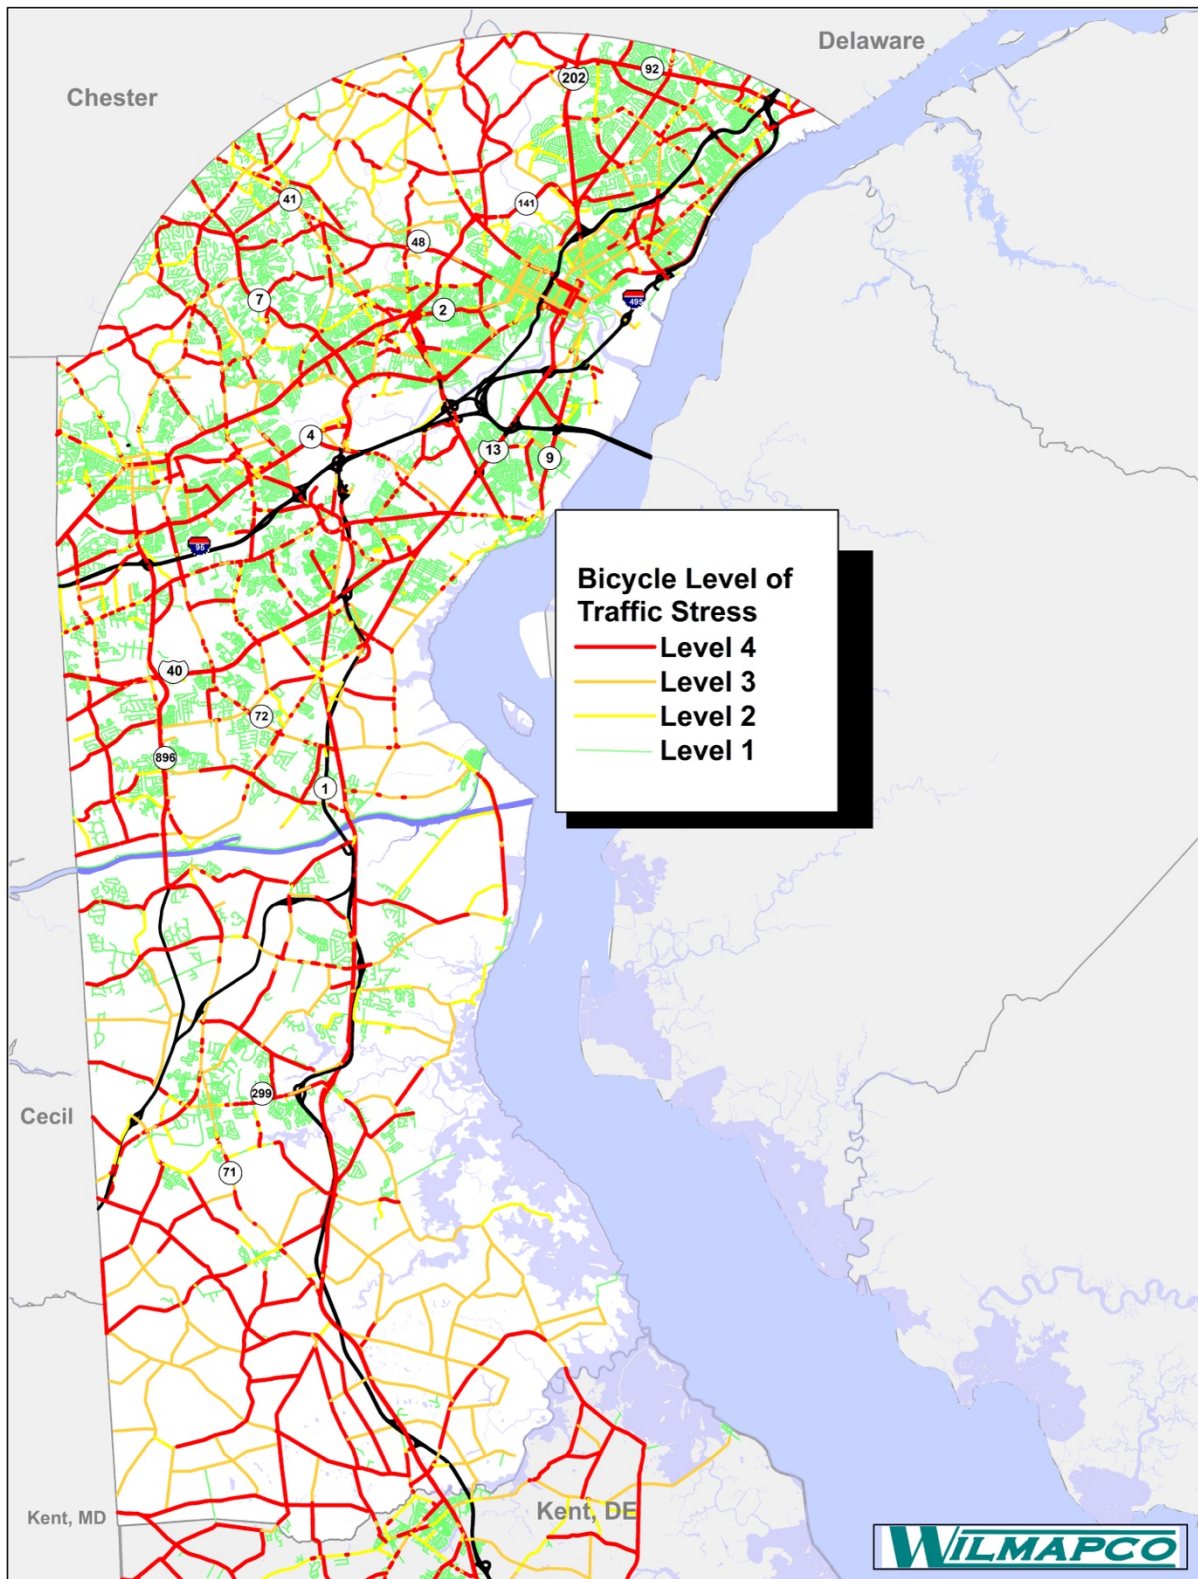 Delaware
Chester
202
92
41
141
48
7
495
2
4
13
9
95
Bicycle Level of
Traffic Stress
Level 4
Level 3
Level 2
Level 1
40
72
896
1
299
Cecil
71
Kent, MD
Kent, DE
WILMAPCO